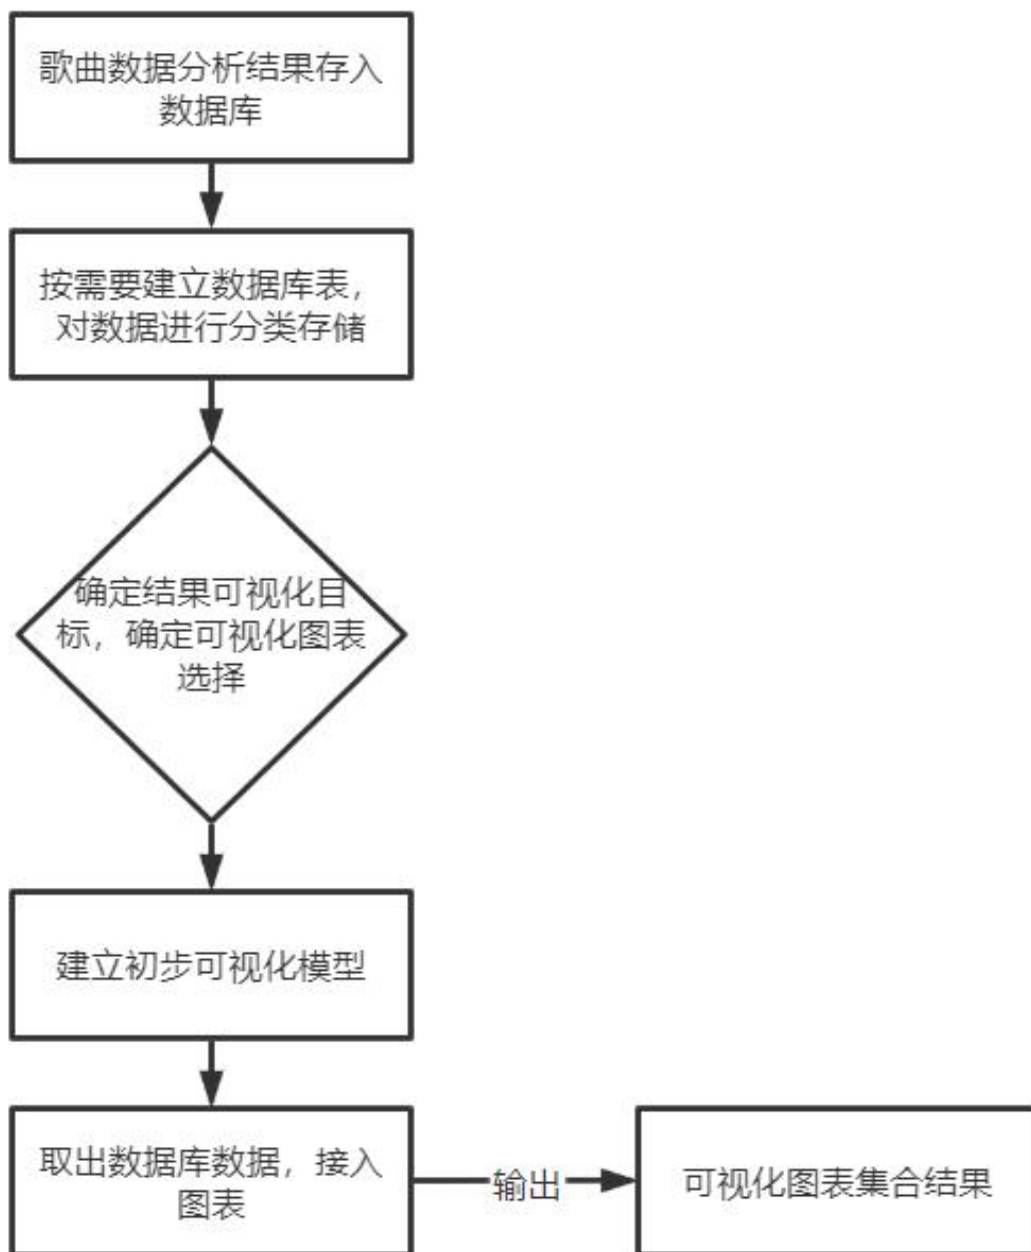 歌曲数据分析结果存入
数据库
按需要建立数据库表，
对数据进行分类存储
确定结果可视化目
标，确定可视化图表
选择
建立初步可视化模型
取出数据库数据，接入
图表
输出
可视化图表集合结果